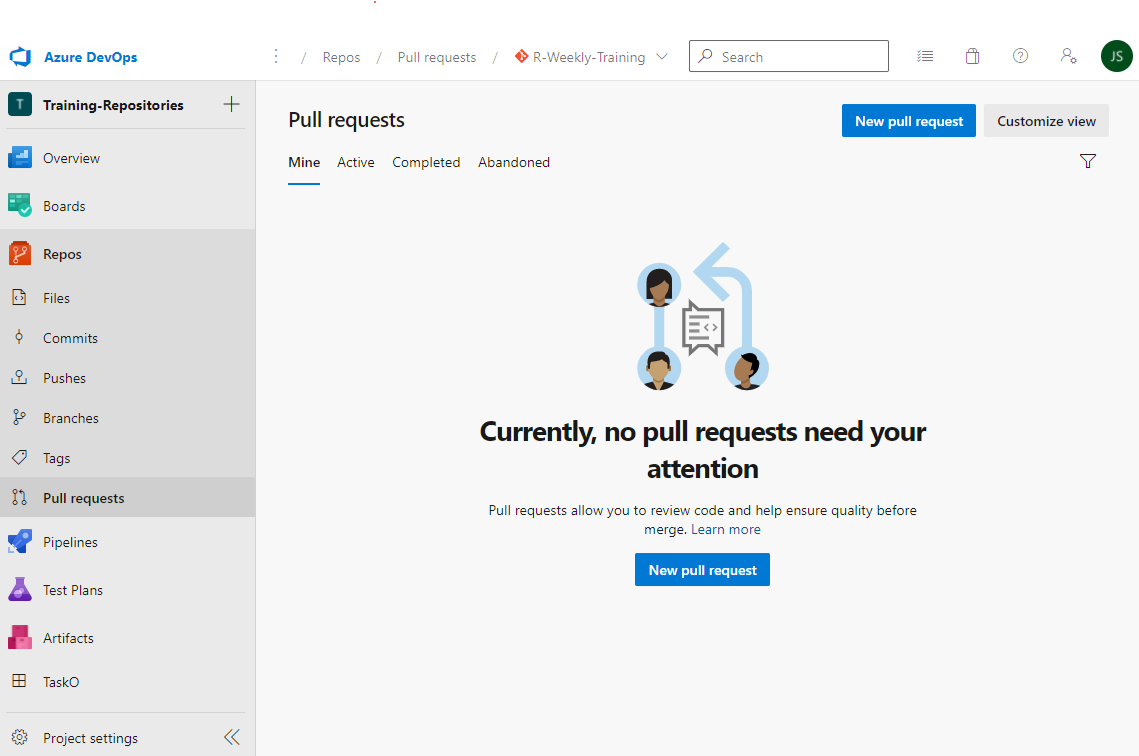 Azure DevOps
/ Repos / Pull requests / R-Weekly-Training
Search
JS
T Training-Repositories
Overview
Boards
Repos
Files
Commits
Pushes
Branches
Tags
Pull requests
Pipelines
Test Plans
Artifacts
TaskO
Project settings
Pull requests
New pull request
Customize view
Mine Active Completed Abandoned
Currently, no pull requests need your
attention
Pull requests allow you to review code and help ensure quality before
merge. Learn more
New pull request